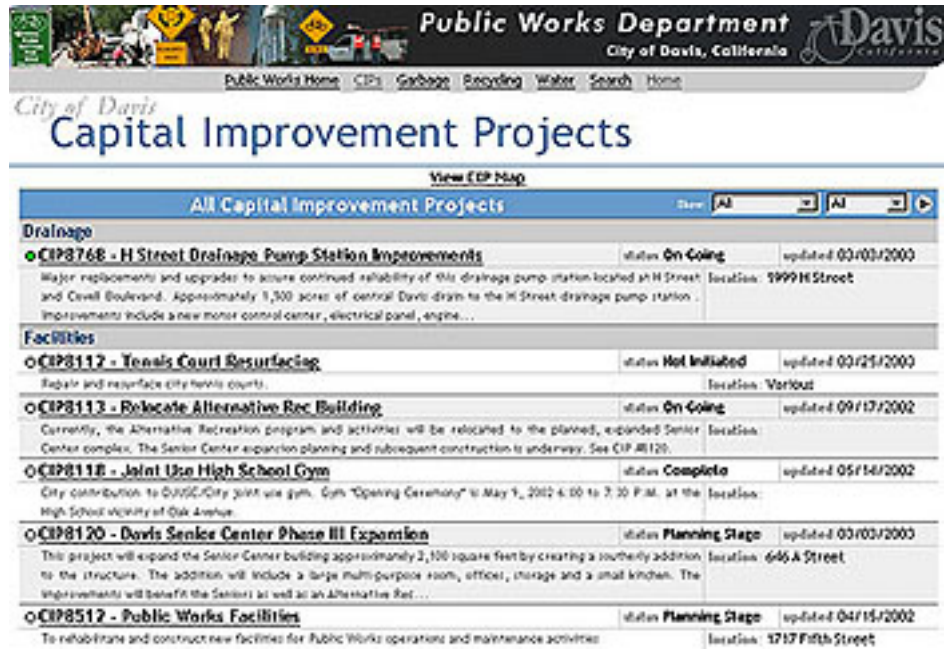 Public Works Department
City of Davis, California
Davis
California
Public Works Home CIPs Garbage Recycling Water Search Home
City of Davis
Capital Improvement Projects
View CIP Map
All Capital Improvement Projects Show All All
Drainage
CIP8768 - H Street Drainage Pump Station Improvements status On Going updated 03/03/2003
Major replacements and upgrades to assure continued reliability of this drainage pump station located at H Street location: 1999 H Street
and Covell Boulevard. Approximately 1,500 acres of central Davis drain to the H Street drainage pump station .
Improvements include a new motor control center, electrical panel, engine...
Facilities
CIP8112 - Tennis Court Resurfacing status Not Initiated updated 03/25/2003
Repair and resurface city tennis courts. location: Various
CIP8113 - Relocate Alternative Rec Building status On Going updated 09/17/2002
Currently, the Alternative Recreation program and activities will be relocated to the planned, expanded Senior location:
Center complex. The Senior Center expansion planning and subsequent construction is underway. See CIP #8120.
CIP8118 - Joint Use High School Gym status Complete updated 05/14/2002
City contribution to DJUSD/City joint use gym. Gym "Opening Ceremony" is May 9, 2002 6:00 to 7:30 P.M. at the location:
High School vicinity of Oak Avenue.
CIP8120 - Davis Senior Center Phase III Expansion status Planning Stage updated 03/03/2003
This project will expand the Senior Center building approximately 2,100 square feet by creating a southerly addition location: 646 A Street
to the structure. The addition will include a large multi-purpose room, offices, storage and a small kitchen. The
improvements will benefit the Seniors as well as an Alternative Rec...
CIP8512 - Public Works Facilities status Planning Stage updated 04/15/2002
To rehabilitate and construct new facilities for Public Works operations and maintenance activities location: 1717 Fifth Street